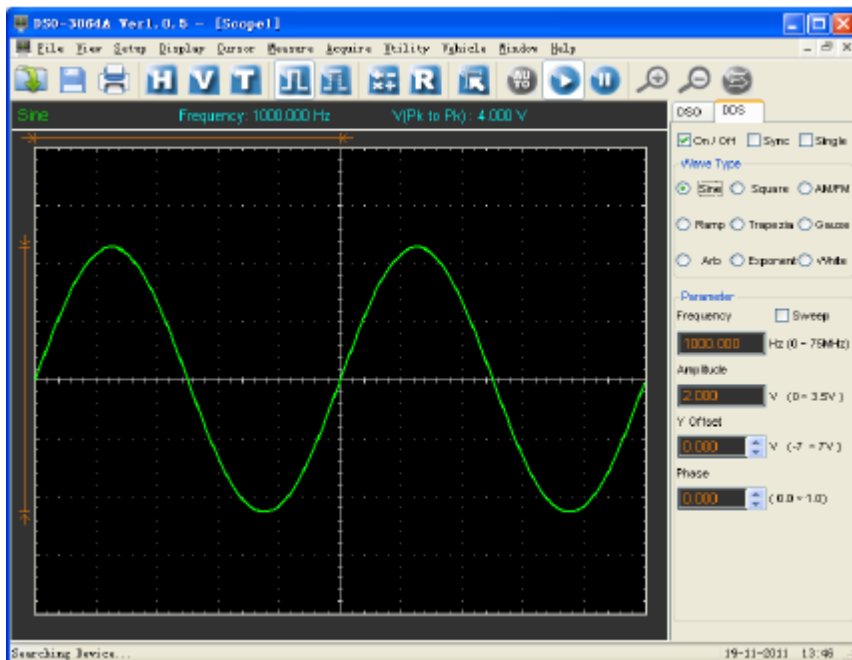 DSO-3064A Ver1.0.5 - [Scope1]
File View Setup Display Cursor Measure Acquire Utility Vehicle Window Help
H V T R AUTO
Sine Frequency: 1000.000 Hz V(Pk to Pk) : 4.000 V
DSO DDS
On / Off Sync Single
Wave Type
Sine Square AM/FM
Ramp Trapezia Gause
Arb Exponent White
Parameter
Frequency Sweep
1000.000 Hz (0 ~ 75MHz)
Amplitude
2.000 V (0 ~ 3.5V )
Y Offset
0.000 V (-7 ~ 7V )
Phase
0.000 ( 0.0 ~1.0)
Searching Device... 19-11-2011 13:46